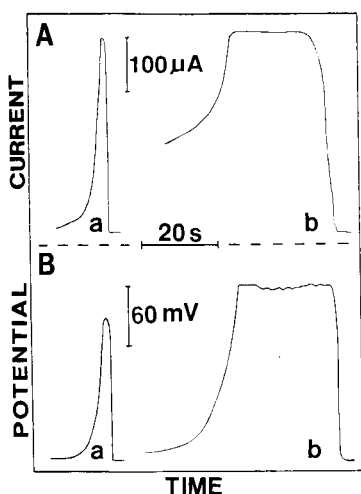 A
100 μA
CURRENT
a
b
20 s
B
60 mV
POTENTIAL
a
b
TIME